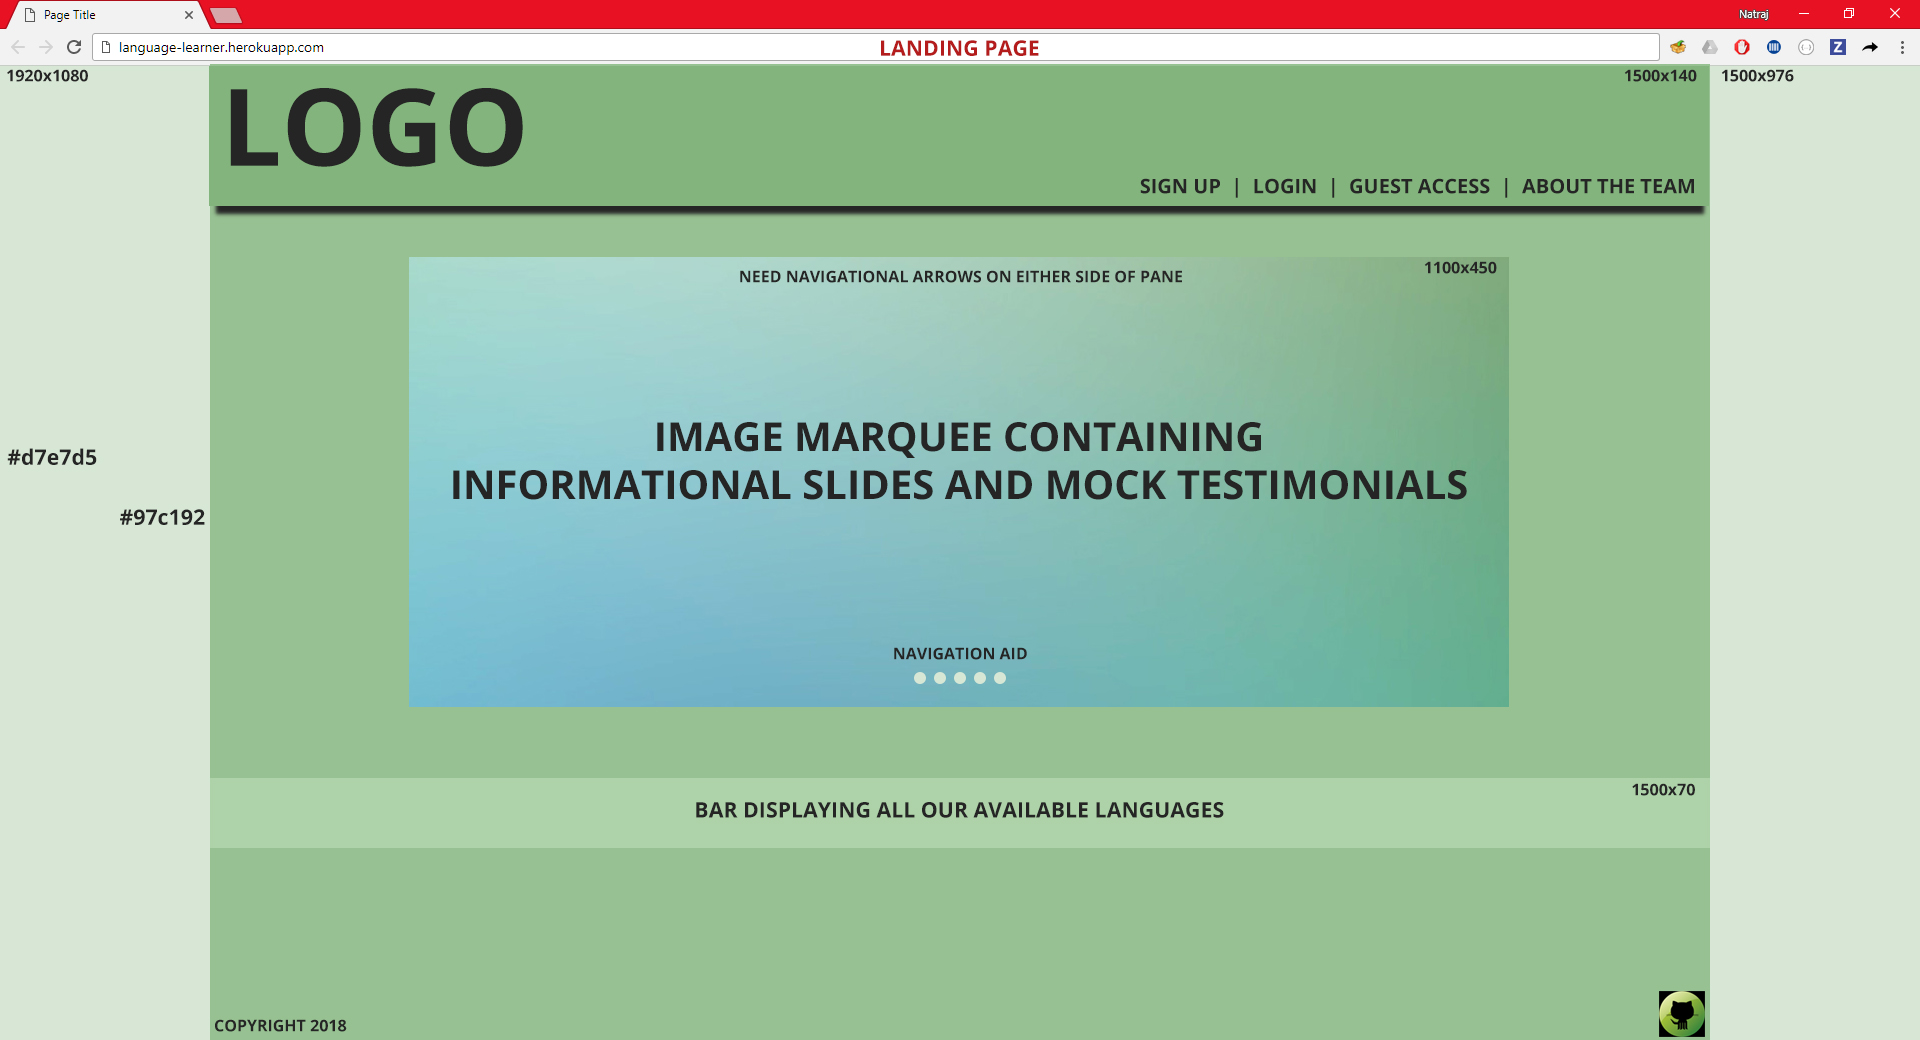 Page Title
Natraj
language-learner.herokuapp.com
LANDING PAGE
Z
1920x1080
1500x140
1500x976
LOGO
SIGN UP | LOGIN | GUEST ACCESS | ABOUT THE TEAM
1100x450
NEED NAVIGATIONAL ARROWS ON EITHER SIDE OF PANE
IMAGE MARQUEE CONTAINING
INFORMATIONAL SLIDES AND MOCK TESTIMONIALS
#d7e7d5
#97c192
NAVIGATION AID
1500x70
BAR DISPLAYING ALL OUR AVAILABLE LANGUAGES
COPYRIGHT 2018